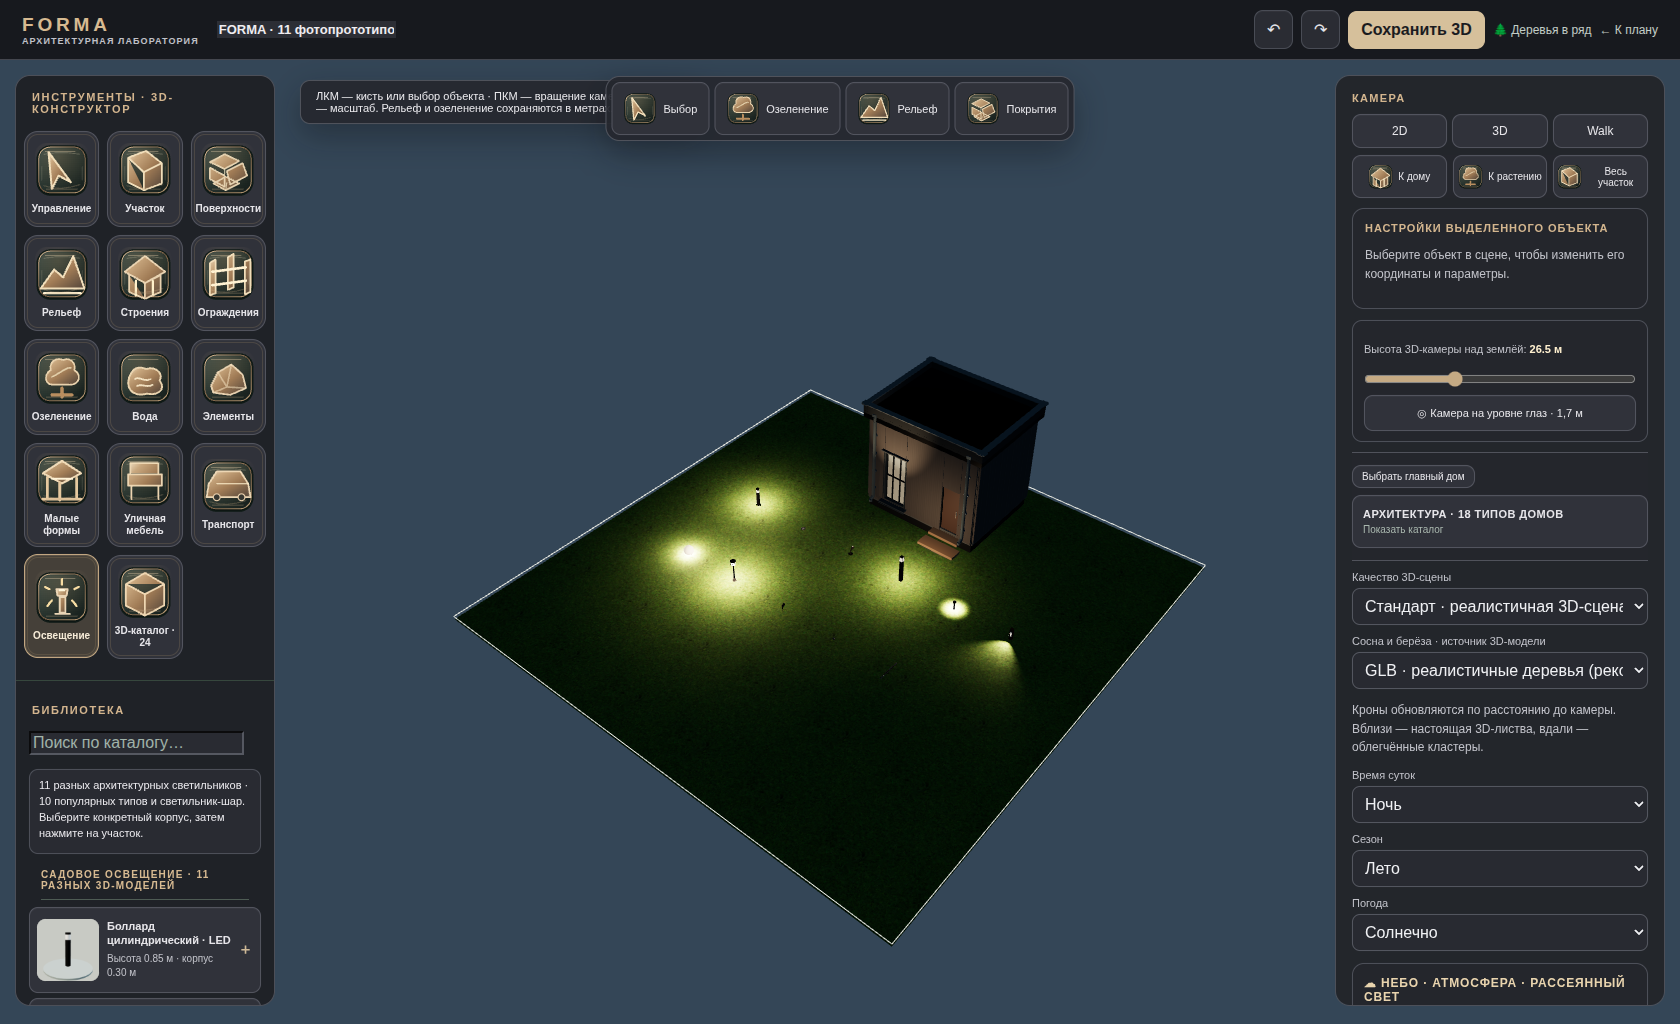 FORMA
АРХИТЕКТУРНАЯ ЛАБОРАТОРИЯ
FORMA · 11 фотопрототипо
Сохранить 3D
Деревья в ряд
← К плану
ИНСТРУМЕНТЫ · 3D-
КОНСТРУКТОР
Управление
Участок
Поверхности
Рельеф
Строения
Ограждения
Озеленение
Вода
Элементы
Малые
формы
Уличная
мебель
Транспорт
Освещение
3D-каталог ·
24
БИБЛИОТЕКА
Поиск по каталогу…
11 разных архитектурных светильников ·
10 популярных типов и светильник-шар.
Выберите конкретный корпус, затем
нажмите на участок.
САДОВОЕ ОСВЕЩЕНИЕ · 11
РАЗНЫХ 3D-МОДЕЛЕЙ
Боллард
цилиндрический · LED
Высота 0.85 м · корпус
0.30 м
+
ЛКМ — кисть или выбор объекта · ПКМ — вращение кам
— масштаб. Рельеф и озеленение сохраняются в метра
Выбор
Озеленение
Рельеф
Покрытия
КАМЕРА
2D
3D
Walk
К дому
К растению
Весь
участок
НАСТРОЙКИ ВЫДЕЛЕННОГО ОБЪЕКТА
Выберите объект в сцене, чтобы изменить его
координаты и параметры.
Высота 3D-камеры над землёй: 26.5 м
◎ Камера на уровне глаз · 1,7 м
Выбрать главный дом
АРХИТЕКТУРА · 18 ТИПОВ ДОМОВ
Показать каталог
Качество 3D-сцены
Стандарт · реалистичная 3D-сцена
Сосна и берёза · источник 3D-модели
GLB · реалистичные деревья (рекс
Кроны обновляются по расстоянию до камеры.
Вблизи — настоящая 3D-листва, вдали —
облегчённые кластеры.
Время суток
Ночь
Сезон
Лето
Погода
Солнечно
☁ НЕБО · АТМОСФЕРА · РАССЕЯННЫЙ
СВЕТ